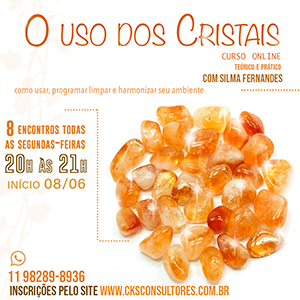 O USO DOS CRISTAIS
CURSO ONLINE
TEÓRICO E PRÁTICO
COM SILMA FERNANDES
como usar, programar limpar e harmonizar seu ambiente
8 ENCONTROS TODAS
AS SEGUNDAS-FEIRAS
20H ÀS 21H
INÍCIO 08/06
11 98289-8936
INSCRIÇÕES PELO SITE WWW.CKSCONSULTORES.COM.BR